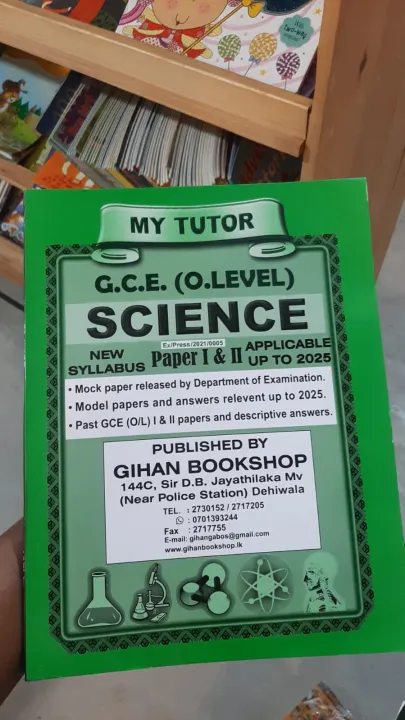 MY TUTOR
G.C.E. (O.LEVEL)
SCIENCE
Ex/Press/2021/0005
NEW SYLLABUS
Paper I & II
APPLICABLE UP TO 2025
• Mock paper released by Department of Examination.
• Model papers and answers relevent up to 2025.
• Past GCE (O/L) I & II papers and descriptive answers.
PUBLISHED BY
GIHAN BOOKSHOP
144C, Sir D.B. Jayathilaka Mv
(Near Police Station) Dehiwala
TEL. : 2730152 / 2717205
: 0701393244
Fax : 2717755
E-mail: gihangabos@gmail.com
www.gihanbookshop.lk